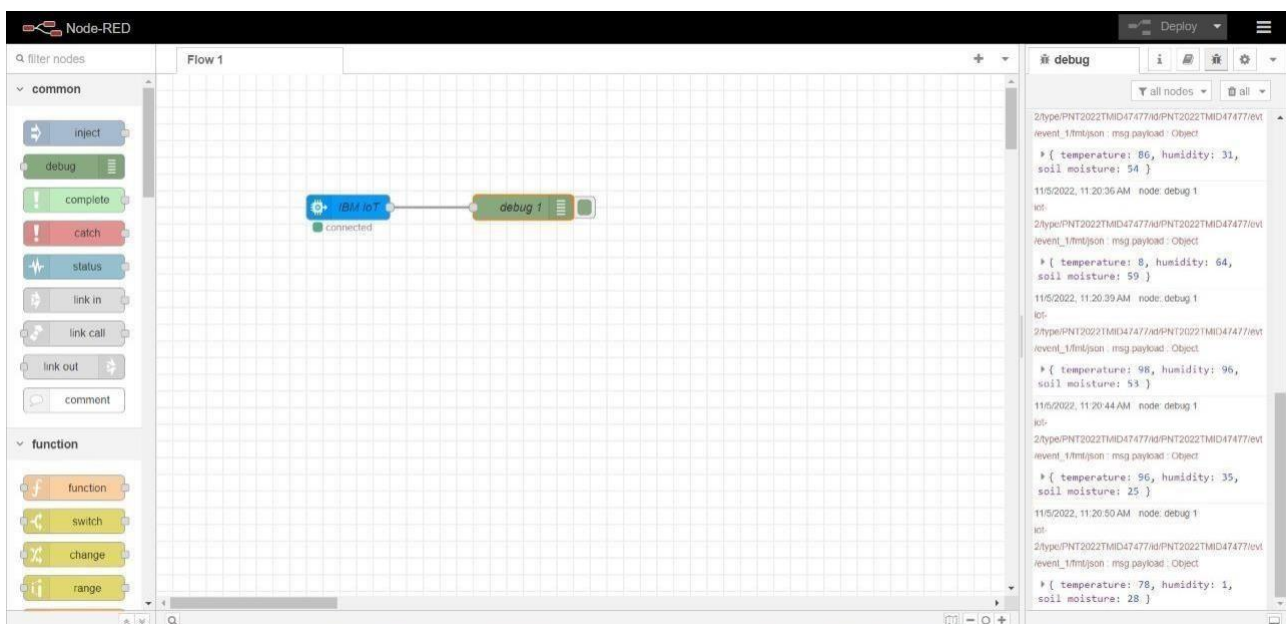 Node-RED
Deploy
filter nodes
Flow 1
debug
i
all nodes
all
common
inject
debug
complete
catch
status
link in
link call
link out
comment
function
function
switch
change
range
IBM IoT
connected
debug 1
2/type/PNT2022TMID47477/id/PNT2022TMID47477/evt
/event_1/fmt/json : msg.payload : Object
{ temperature: 86, humidity: 31,
soil moisture: 54 }
11/5/2022, 11:20:36 AM node: debug 1
iot-
2/type/PNT2022TMID47477/id/PNT2022TMID47477/evt
/event_1/fmt/json : msg.payload : Object
{ temperature: 8, humidity: 64,
soil moisture: 59 }
11/5/2022, 11:20:39 AM node: debug 1
iot-
2/type/PNT2022TMID47477/id/PNT2022TMID47477/evt
/event_1/fmt/json : msg.payload : Object
{ temperature: 98, humidity: 96,
soil moisture: 53 }
11/5/2022, 11:20:44 AM node: debug 1
iot-
2/type/PNT2022TMID47477/id/PNT2022TMID47477/evt
/event_1/fmt/json : msg.payload : Object
{ temperature: 96, humidity: 35,
soil moisture: 25 }
11/5/2022, 11:20:50 AM node: debug 1
iot-
2/type/PNT2022TMID47477/id/PNT2022TMID47477/evt
/event_1/fmt/json : msg.payload : Object
{ temperature: 78, humidity: 1,
soil moisture: 28 }